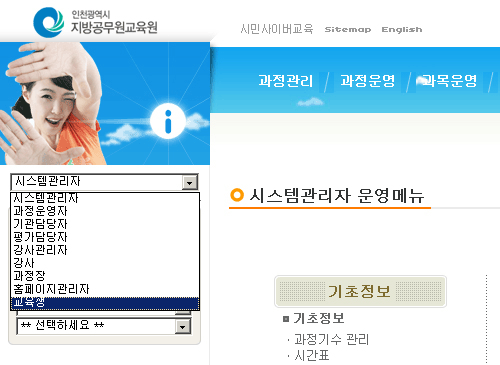 인천광역시
지방공무원교육원
시민사이버교육 Sitemap English
과정관리 과정운영 과목운영
i
시스템관리자
시스템관리자
과정운영자
기관담당자
평가담당자
강사관리자
강사
과정장
홈페이지관리자
교육생
** 선택하세요 **
시스템관리자 운영메뉴
기초정보
기초정보
· 과정기수 관리
· 시간표